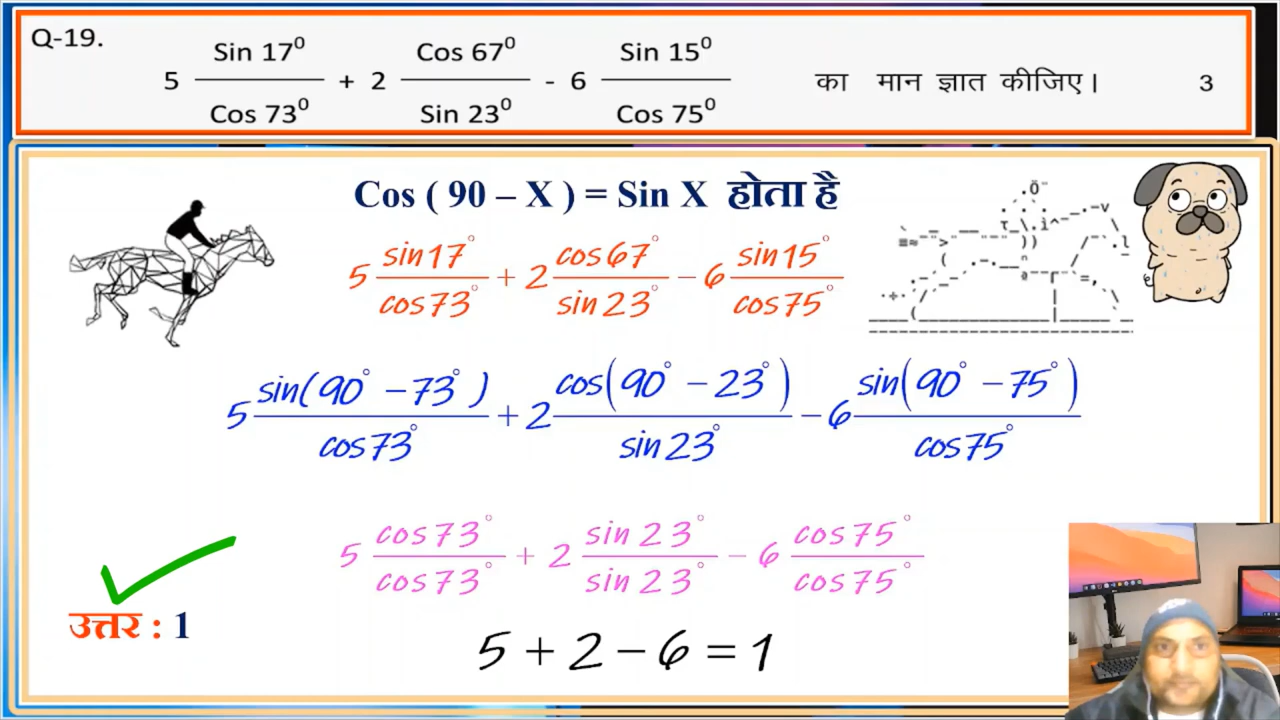 Q-19. 5 Sin 17⁰ / Cos 73⁰ + 2 Cos 67⁰ / Sin 23⁰ - 6 Sin 15⁰ / Cos 75⁰ का मान ज्ञात कीजिए। 3
Cos ( 90 – X ) = Sin X होता है
5 sin17° / cos73° + 2 cos67° / sin23° – 6 sin15° / cos75°
5 sin(90° – 73°) / cos73° + 2 cos(90° – 23°) / sin23° – 6 sin(90° – 75°) / cos75°
5 cos73° / cos73° + 2 sin23° / sin23° – 6 cos75° / cos75°
उत्तर : 1
5 + 2 – 6 = 1